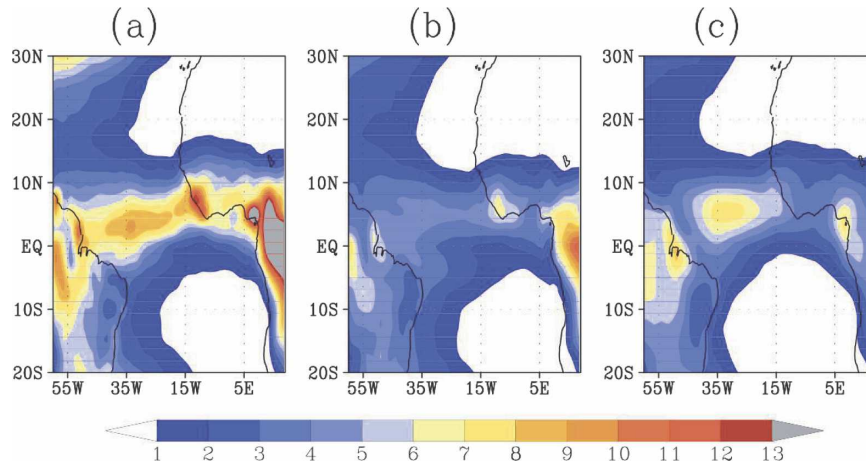 (a) (b) (c)
30N 30N 30N
20N 20N 20N
10N 10N 10N
EQ EQ EQ
10S 10S 10S
20S 20S 20S
55W 35W 15W 5E 55W 35W 15W 5E 55W 35W 15W 5E
1 2 3 4 5 6 7 8 9 10 11 12 13